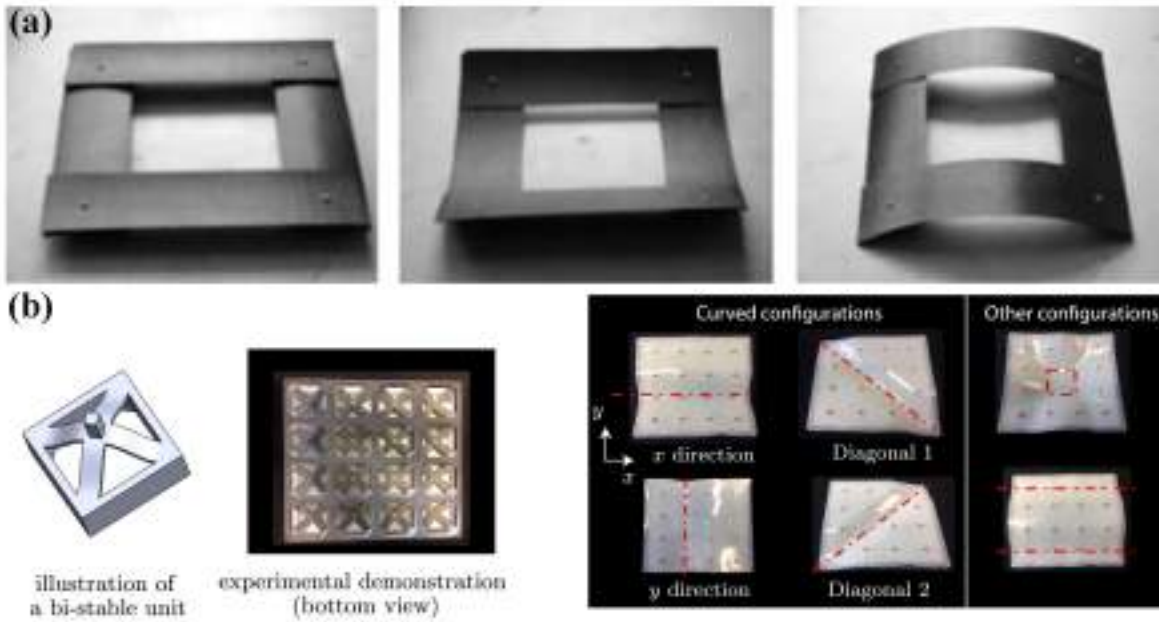 (a)
(b)
illustration of
a bi-stable unit
experimental demonstration
(bottom view)
Curved configurations
Other configurations
y
x
x direction
Diagonal 1
y direction
Diagonal 2